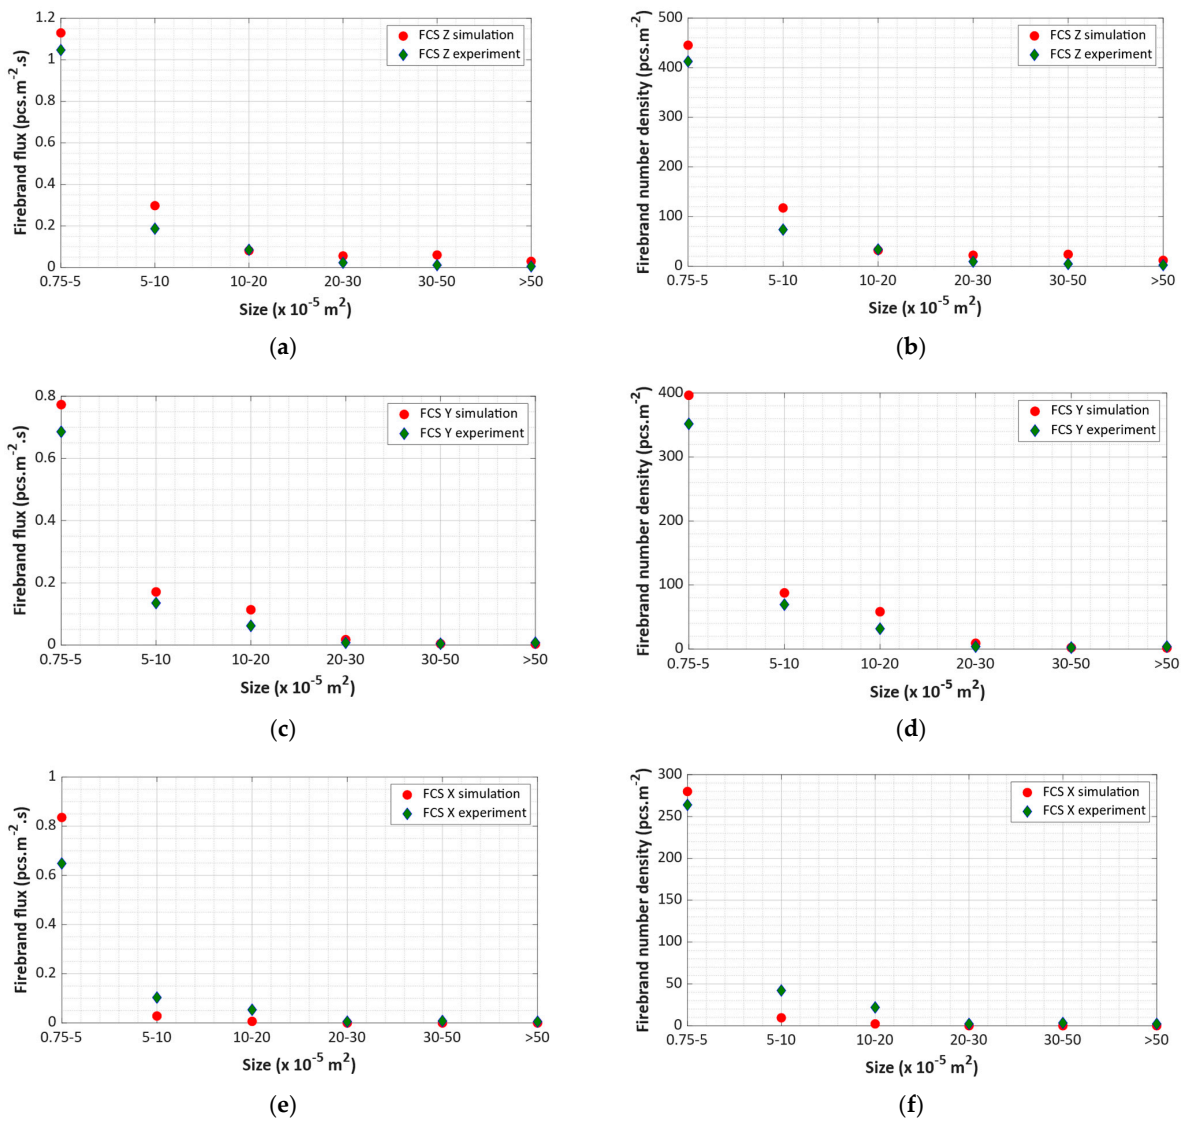 1.2
1
0.8
0.6
0.4
0.2
0
Firebrand flux (pcs.m-2.s)
FCS Z simulation
FCS Z experiment
0.75-5 5-10 10-20 20-30 30-50 >50
Size (x 10-5 m2)
(a)
500
400
300
200
100
0
Firebrand number density (pcs.m-2)
FCS Z simulation
FCS Z experiment
0.75-5 5-10 10-20 20-30 30-50 >50
Size (x 10-5 m2)
(b)
0.8
0.6
0.4
0.2
0
Firebrand flux (pcs.m-2.s)
FCS Y simulation
FCS Y experiment
0.75-5 5-10 10-20 20-30 30-50 >50
Size (x 10-5 m2)
(c)
400
300
200
100
0
Firebrand number density (pcs.m-2)
FCS Y simulation
FCS Y experiment
0.75-5 5-10 10-20 20-30 30-50 >50
Size (x 10-5 m2)
(d)
1
0.8
0.6
0.4
0.2
0
Firebrand flux (pcs.m-2.s)
FCS X simulation
FCS X experiment
0.75-5 5-10 10-20 20-30 30-50 >50
Size (x 10-5 m2)
(e)
300
250
200
150
100
50
0
Firebrand number density (pcs.m-2)
FCS X simulation
FCS X experiment
0.75-5 5-10 10-20 20-30 30-50 >50
Size (x 10-5 m2)
(f)